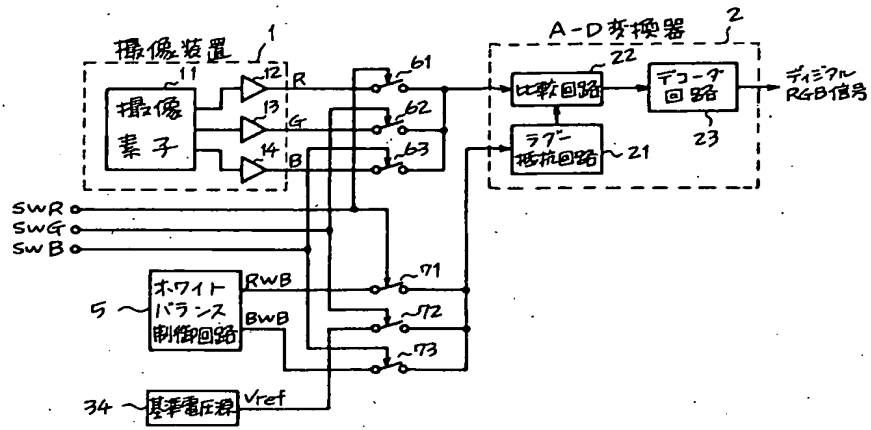 撮像装置
1
11
撮像
素子
12
13
14
R
G
B
61
62
63
A-D変換器
2
22
比較回路
デコーダ
回路
23
ラダー
抵抗回路
21
ディジタル
RGB信号
SWR
SWG
SWB
5
ホワイト
バランス
制御回路
RWB
BWB
71
72
73
34
基準電圧源
Vref